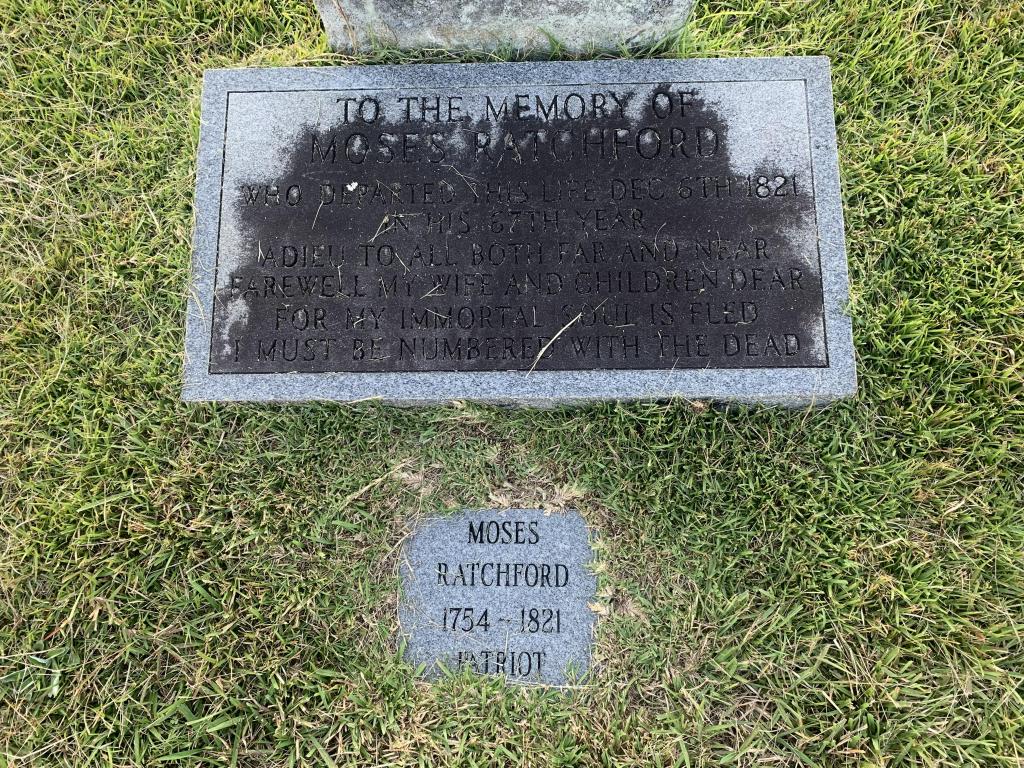 TO THE MEMORY OF
MOSES RATCHFORD
WHO DEPARTED THIS LIFE DEC 6TH 1821
IN HIS 67TH YEAR
ADIEU TO ALL BOTH FAR AND NEAR
FAREWELL MY WIFE AND CHILDREN DEAR
FOR MY IMMORTAL SOUL IS FLED
I MUST BE NUMBERED WITH THE DEAD
MOSES
RATCHFORD
1754 ~ 1821
PATRIOT